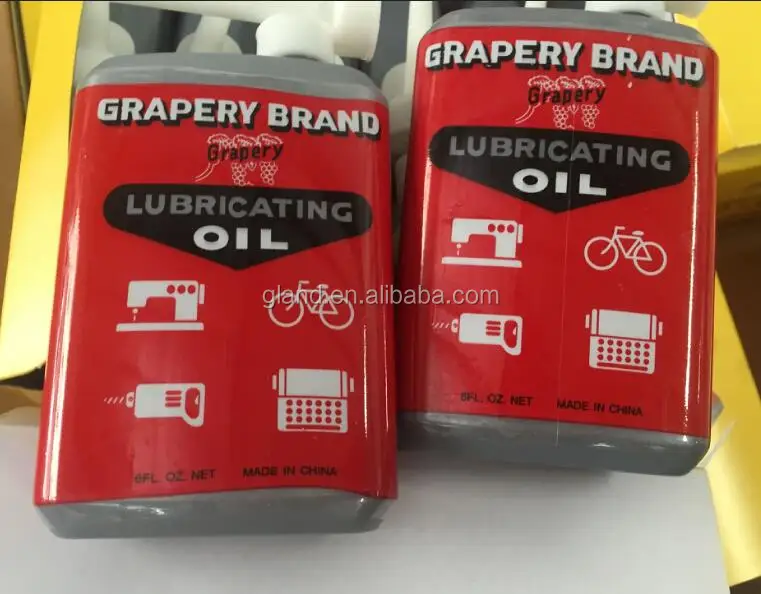 GRAPERY BRAND
Grapery
LUBRICATING
OIL
6FL. OZ. NET MADE IN CHINA
GRAPERY BRAND
Grapery
LUBRICATING
OIL
6FL. OZ. NET MADE IN CHINA
gland.en.alibaba.com